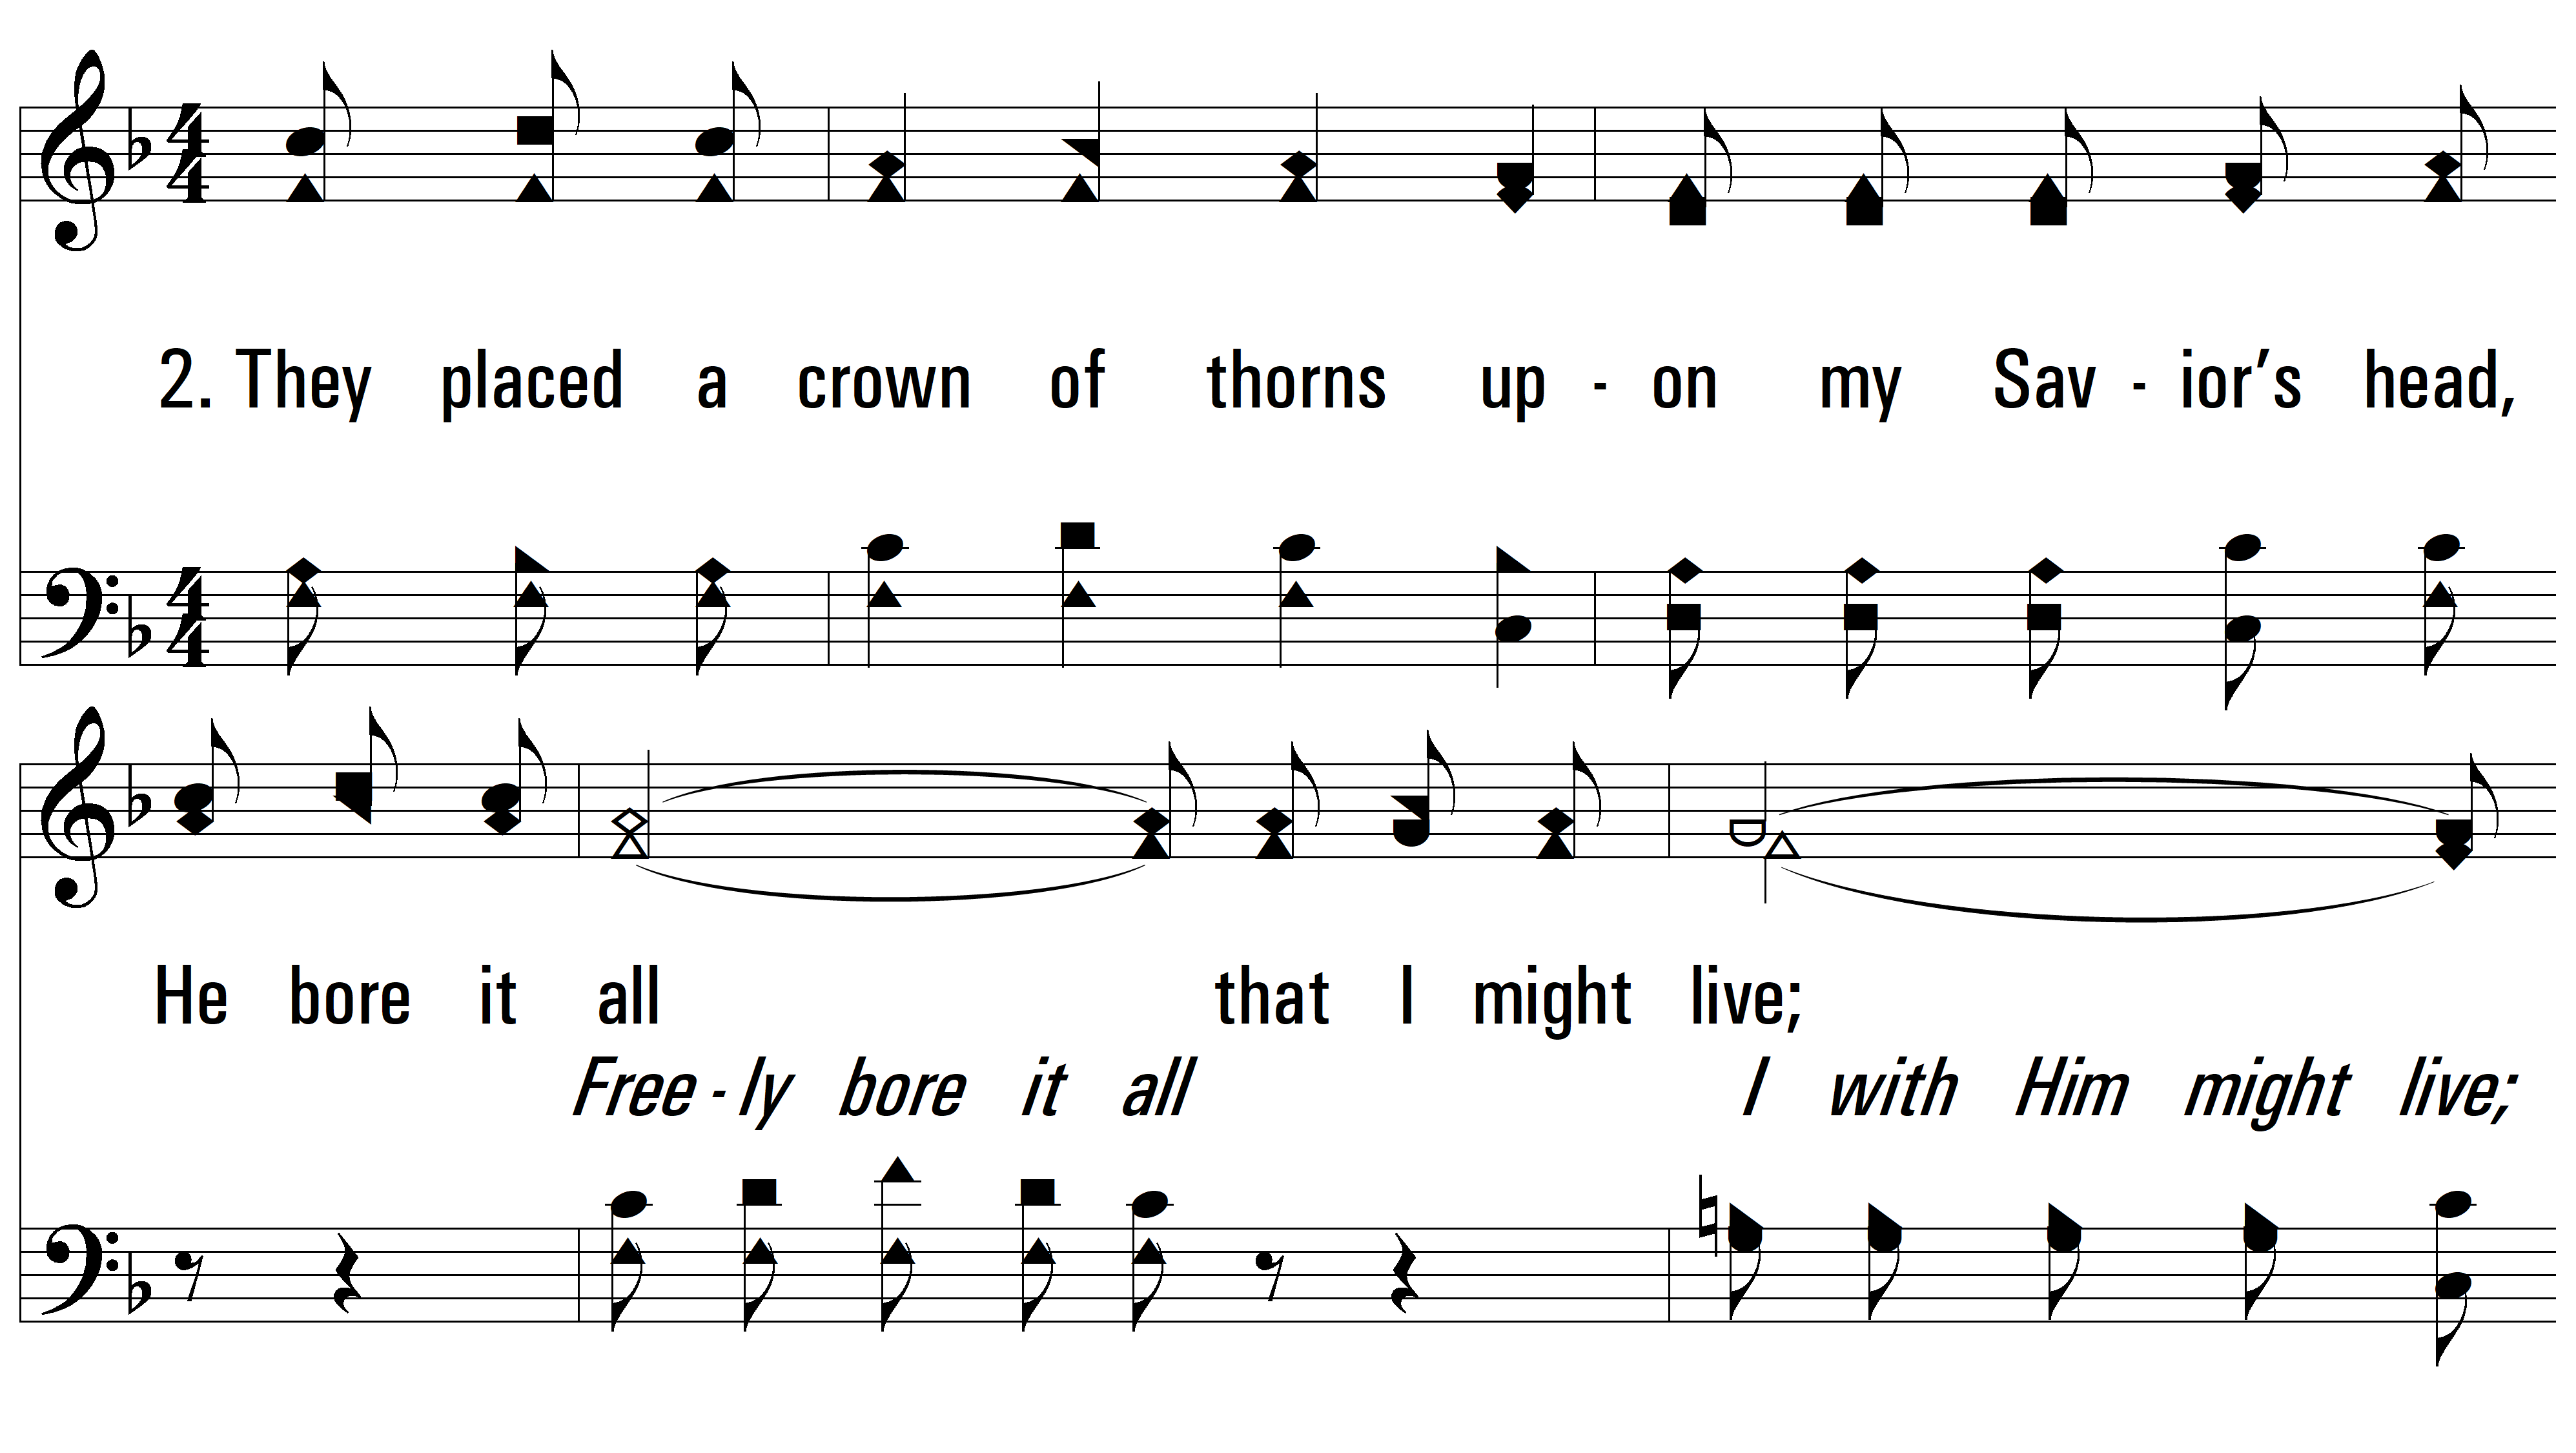 2. They placed a crown of thorns up - on my Sav - ior’s head,
He bore it all that I might live;
Free - ly bore it all I with Him might live;